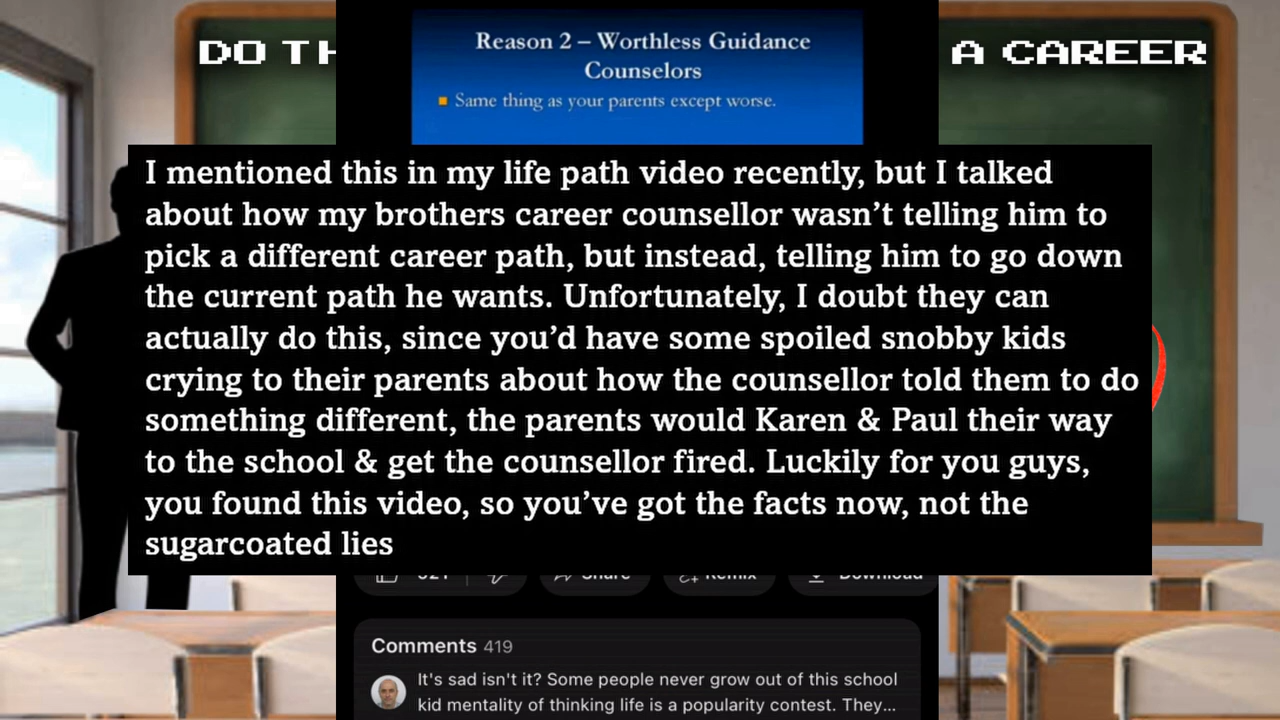 DO TH
A CAREER
Reason 2 – Worthless Guidance
Counselors
Same thing as your parents except worse.
I mentioned this in my life path video recently, but I talked
about how my brothers career counsellor wasn’t telling him to
pick a different career path, but instead, telling him to go down
the current path he wants. Unfortunately, I doubt they can
actually do this, since you’d have some spoiled snobby kids
crying to their parents about how the counsellor told them to do
something different, the parents would Karen & Paul their way
to the school & get the counsellor fired. Luckily for you guys,
you found this video, so you’ve got the facts now, not the
sugarcoated lies
Share
Remix
Download
Comments 419
It's sad isn't it? Some people never grow out of this school
kid mentality of thinking life is a popularity contest. They...